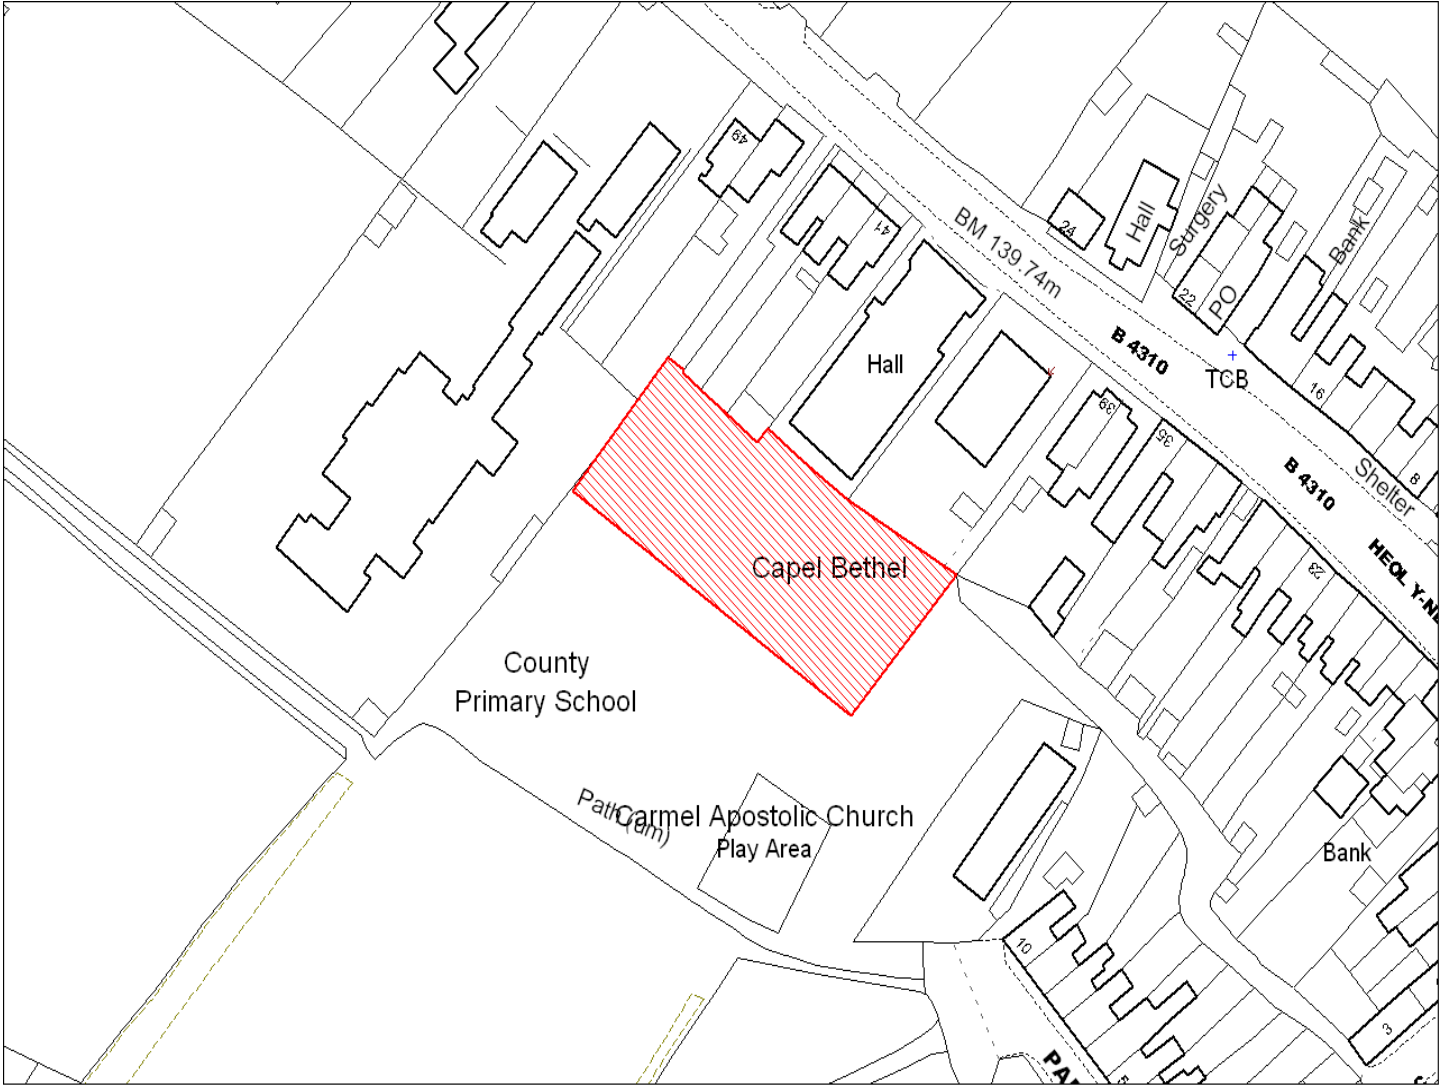 49
41
BM 139.74m
24
Hall
Surgery
Bank
22
PO
B 4310
TCB
Hall
39
35
16
8
Shelter
B 4310
23
HEOL Y-N
Capel Bethel
County
Primary School
Path (um)
Carmel Apostolic Church
Play Area
Bank
10
3